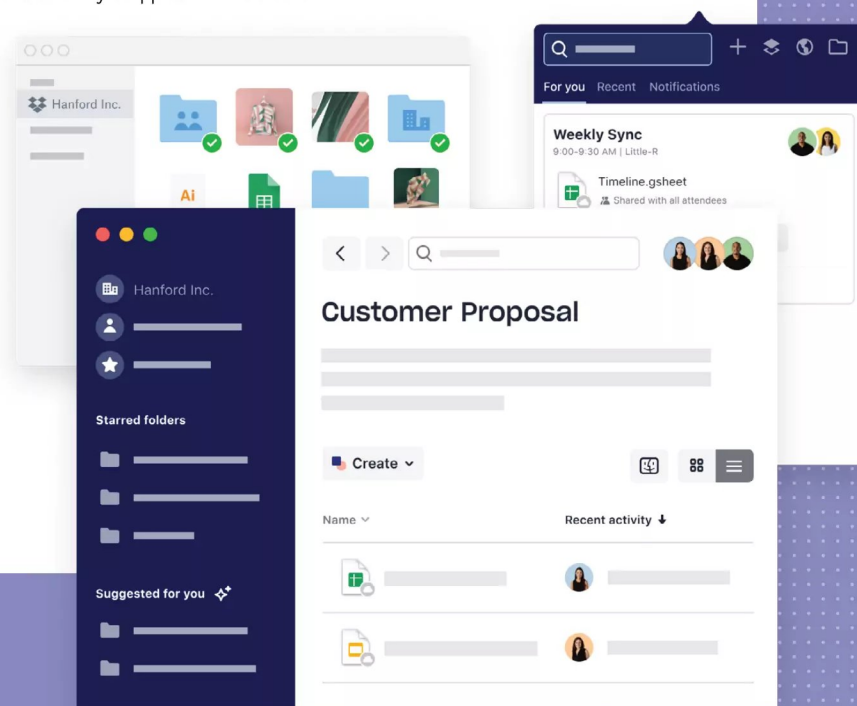 Hanford Inc.
Ai
For you Recent Notifications
Weekly Sync
9:00-9:30 AM | Little-R
Timeline.gsheet
Shared with all attendees
Hanford Inc.
Starred folders
Suggested for you
Customer Proposal
Create
Name Recent activity